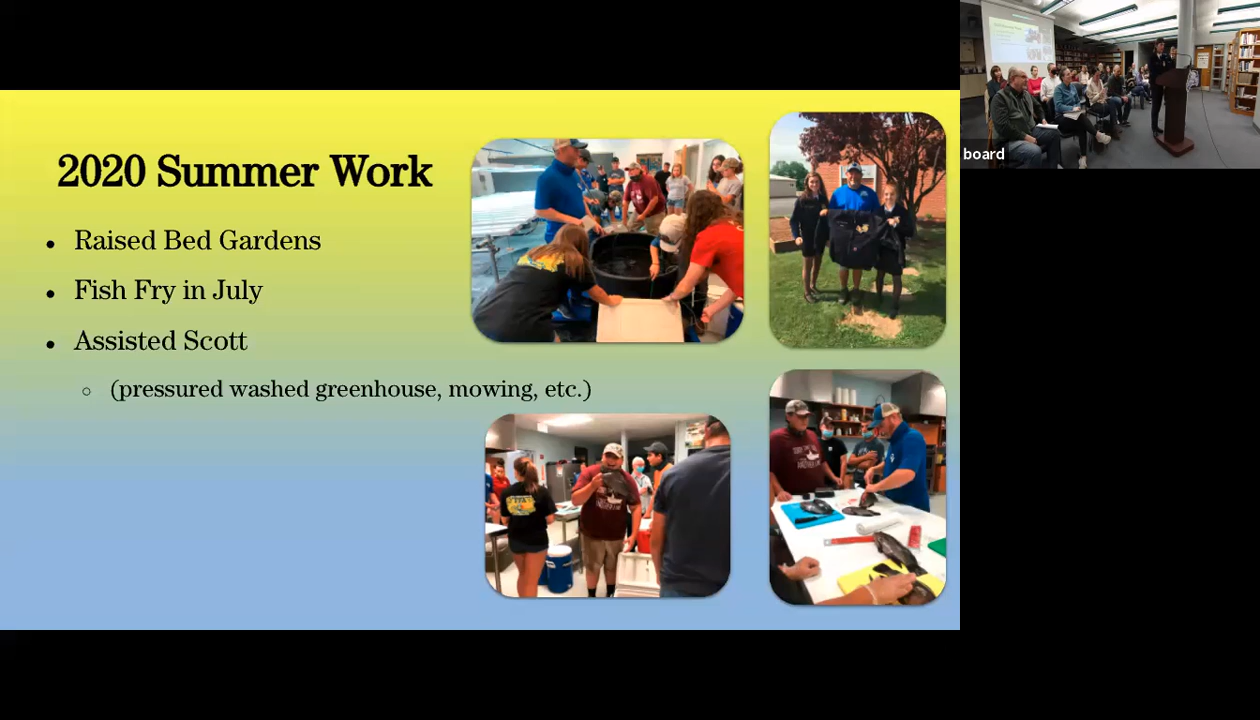 2020 Summer Work
Raised Bed Gardens
Fish Fry in July
Assisted Scott
(pressured washed greenhouse, mowing, etc.)
board